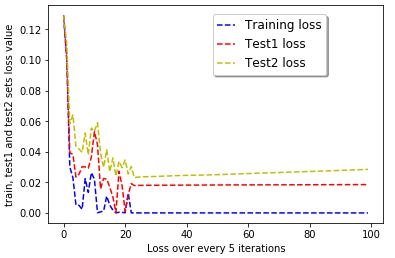 train, test1 and test2 sets loss value
0.12
0.10
0.08
0.06
0.04
0.02
0.00
Training loss
Test1 loss
Test2 loss
0 20 40 60 80 100
Loss over every 5 iterations